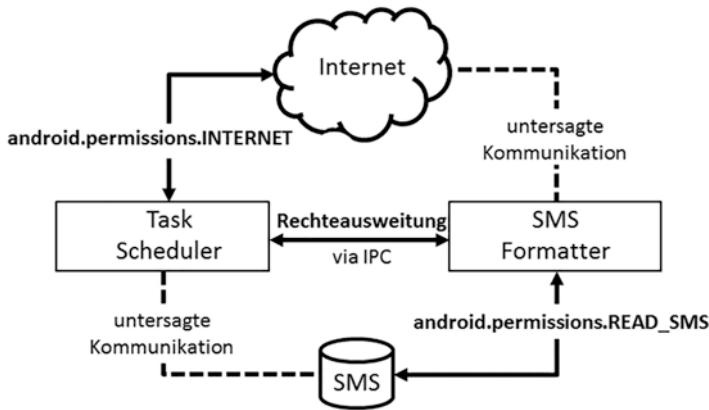 Internet
android.permissions.INTERNET
untersagte
Kommunikation
Task
Scheduler
Rechteausweitung
via IPC
SMS
Formatter
untersagte
Kommunikation
android.permissions.READ_SMS
SMS